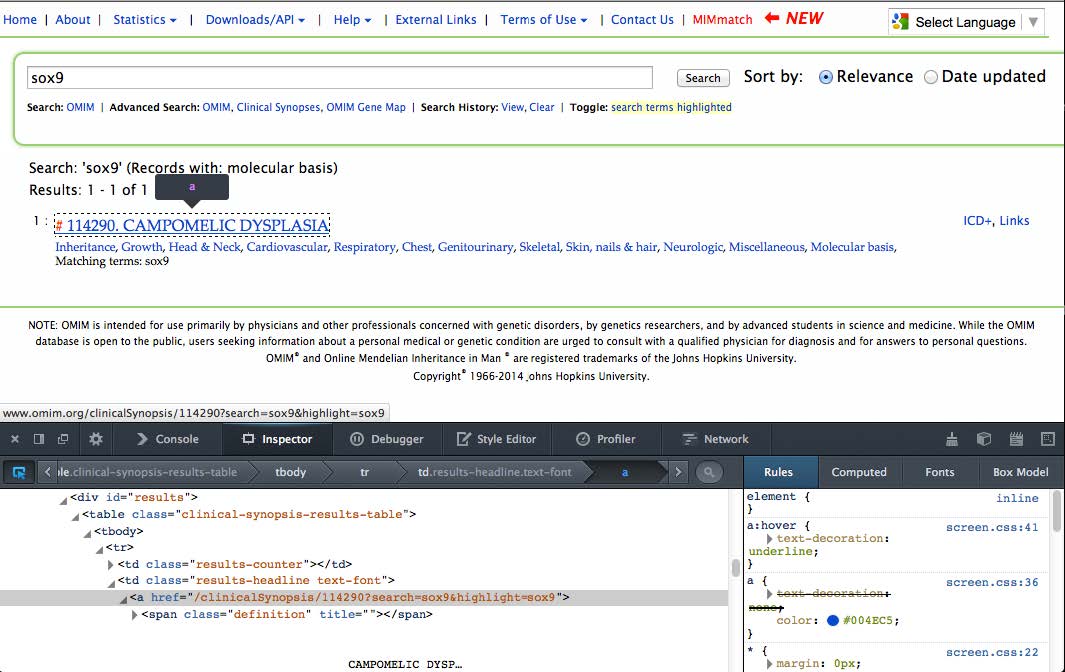 Home | About | Statistics | Downloads/API | Help | External Links | Terms of Use | Contact Us | MIMmatch NEW Select Language
sox9 Search Sort by: Relevance Date updated
Search: OMIM | Advanced Search: OMIM, Clinical Synopses, OMIM Gene Map | Search History: View, Clear | Toggle: search terms highlighted
Search: 'sox9' (Records with: molecular basis)
Results: 1 - 1 of 1
a
1 : # 114290. CAMPOMELIC DYSPLASIA ICD+, Links
Inheritance, Growth, Head & Neck, Cardiovascular, Respiratory, Chest, Genitourinary, Skeletal, Skin, nails & hair, Neurologic, Miscellaneous, Molecular basis,
Matching terms: sox9
NOTE: OMIM is intended for use primarily by physicians and other professionals concerned with genetic disorders, by genetics researchers, and by advanced students in science and medicine. While the OMIM
database is open to the public, users seeking information about a personal medical or genetic condition are urged to consult with a qualified physician for diagnosis and for answers to personal questions.
OMIM® and Online Mendelian Inheritance in Man ® are registered trademarks of the Johns Hopkins University.
Copyright® 1966-2014 Johns Hopkins University.
www.omim.org/clinicalSynopsis/114290?search=sox9&highlight=sox9
Console Inspector Debugger Style Editor Profiler Network
ple.clinical-synopsis-results-table tbody tr td.results-headline.text-font a Rules Computed Fonts Box Model
<div id="results">
<table class="clinical-synopsis-results-table">
<tbody>
<tr>
<td class="results-counter"></td>
<td class="results-headline text-font">
<a href="/clinicalSynopsis/114290?search=sox9&highlight=sox9">
<span class="definition" title=""></span>
CAMPOMELIC DYSP…
element { inline
}
a:hover { screen.css:41
text-decoration:
underline;
}
a { screen.css:36
text-decoration:
none;
color: #004EC5;
}
* { screen.css:22
margin: 0px;